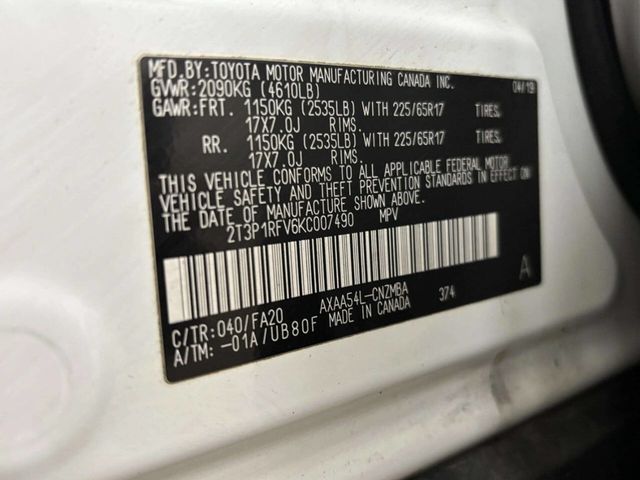 MFD.BY:TOYOTA MOTOR MANUFACTURING CANADA INC. 04/19
GVWR:2090KG (4610LB)
GAWR:FRT. 1150KG (2535LB) WITH 225/65R17 TIRES.
17X7.0J RIMS.
RR. 1150KG (2535LB) WITH 225/65R17 TIRES.
17X7.0J RIMS.
THIS VEHICLE CONFORMS TO ALL APPLICABLE FEDERAL MOTOR
VEHICLE SAFETY AND THEFT PREVENTION STANDARDS IN EFFECT ON
THE DATE OF MANUFACTURE SHOWN ABOVE.
2T3P1RFV6KC007490 MPV
A
C/TR:040/FA20 AXAA54L-CNZMBA 374
A/TM:-01A/UB80F MADE IN CANADA